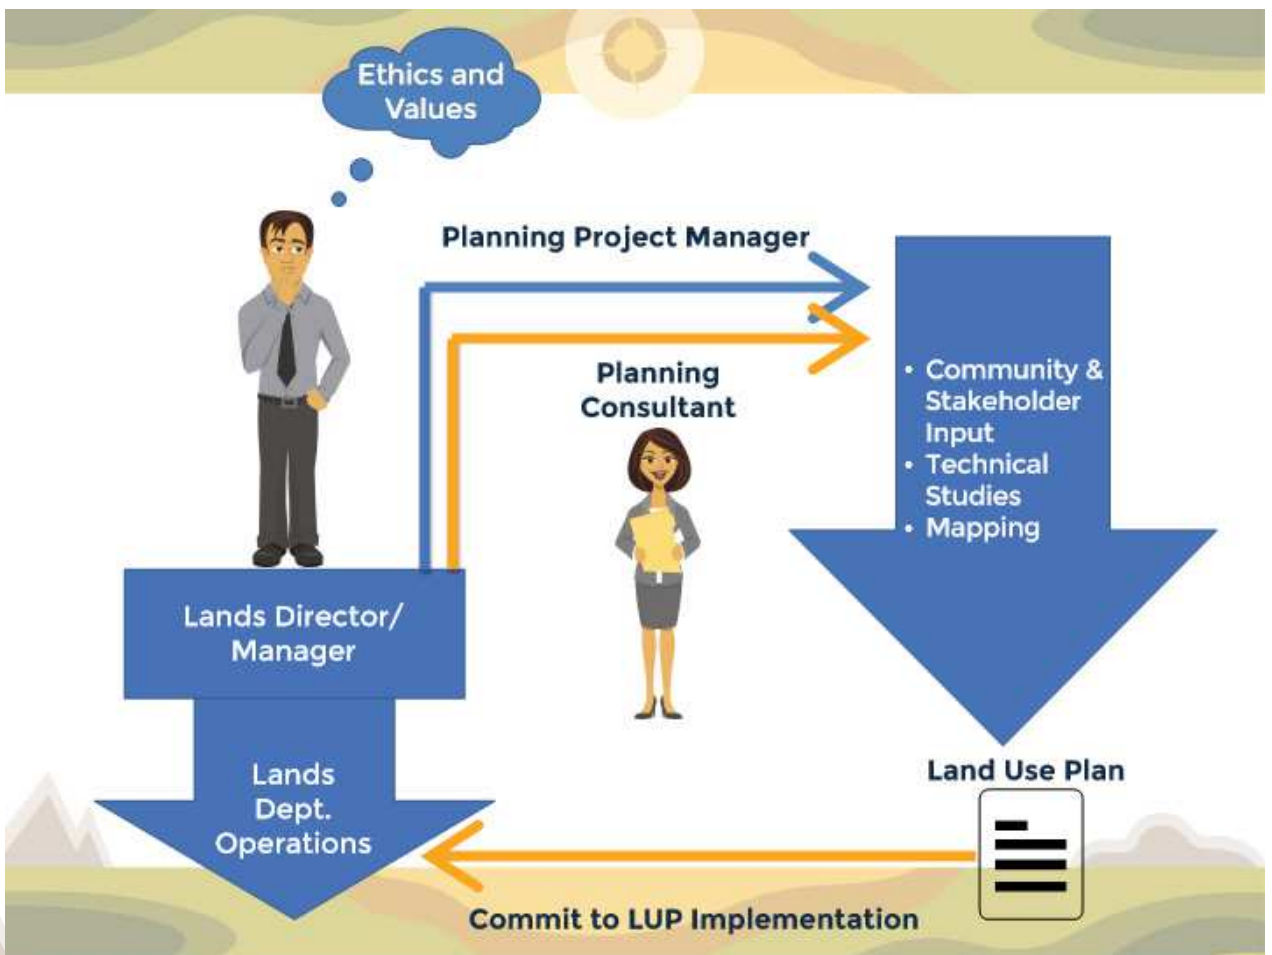 Ethics and
Values
Planning Project Manager
Planning
Consultant
• Community &
Stakeholder
Input
• Technical
Studies
• Mapping
Lands Director/
Manager
Lands
Dept.
Operations
Land Use Plan
Commit to LUP Implementation